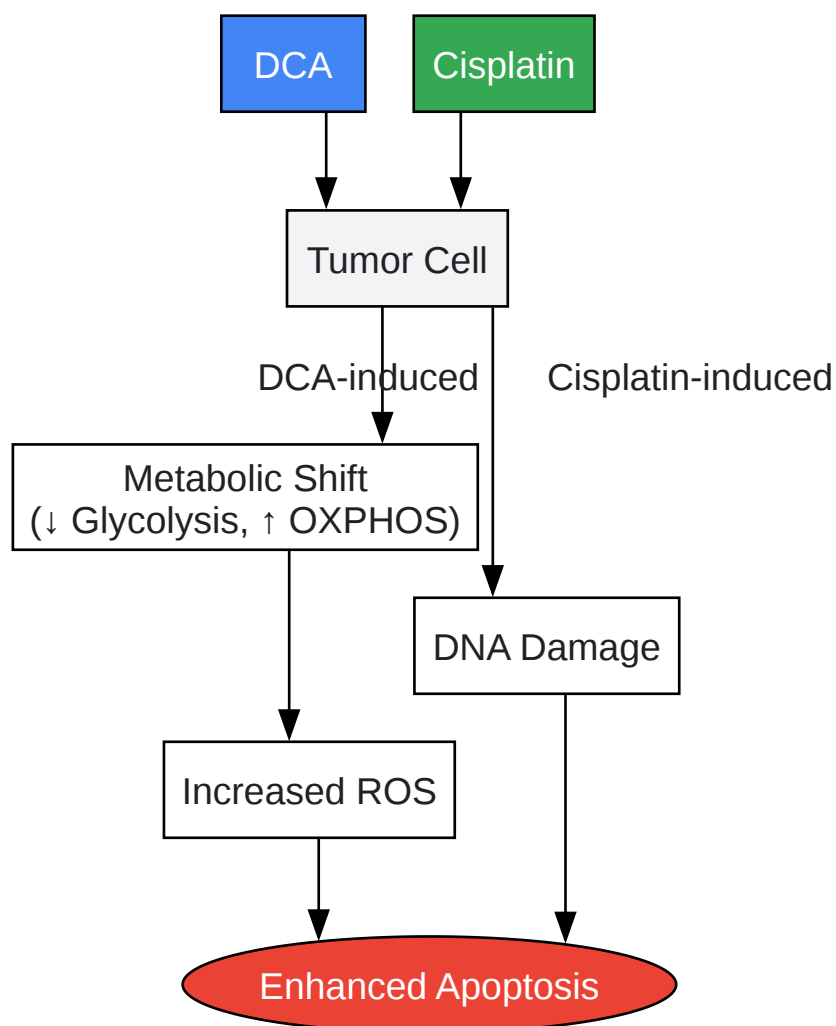 DCA
Cisplatin
Tumor Cell
DCA-induced
Cisplatin-induced
Metabolic Shift
(↓ Glycolysis, ↑ OXPHOS)
DNA Damage
Increased ROS
Enhanced Apoptosis